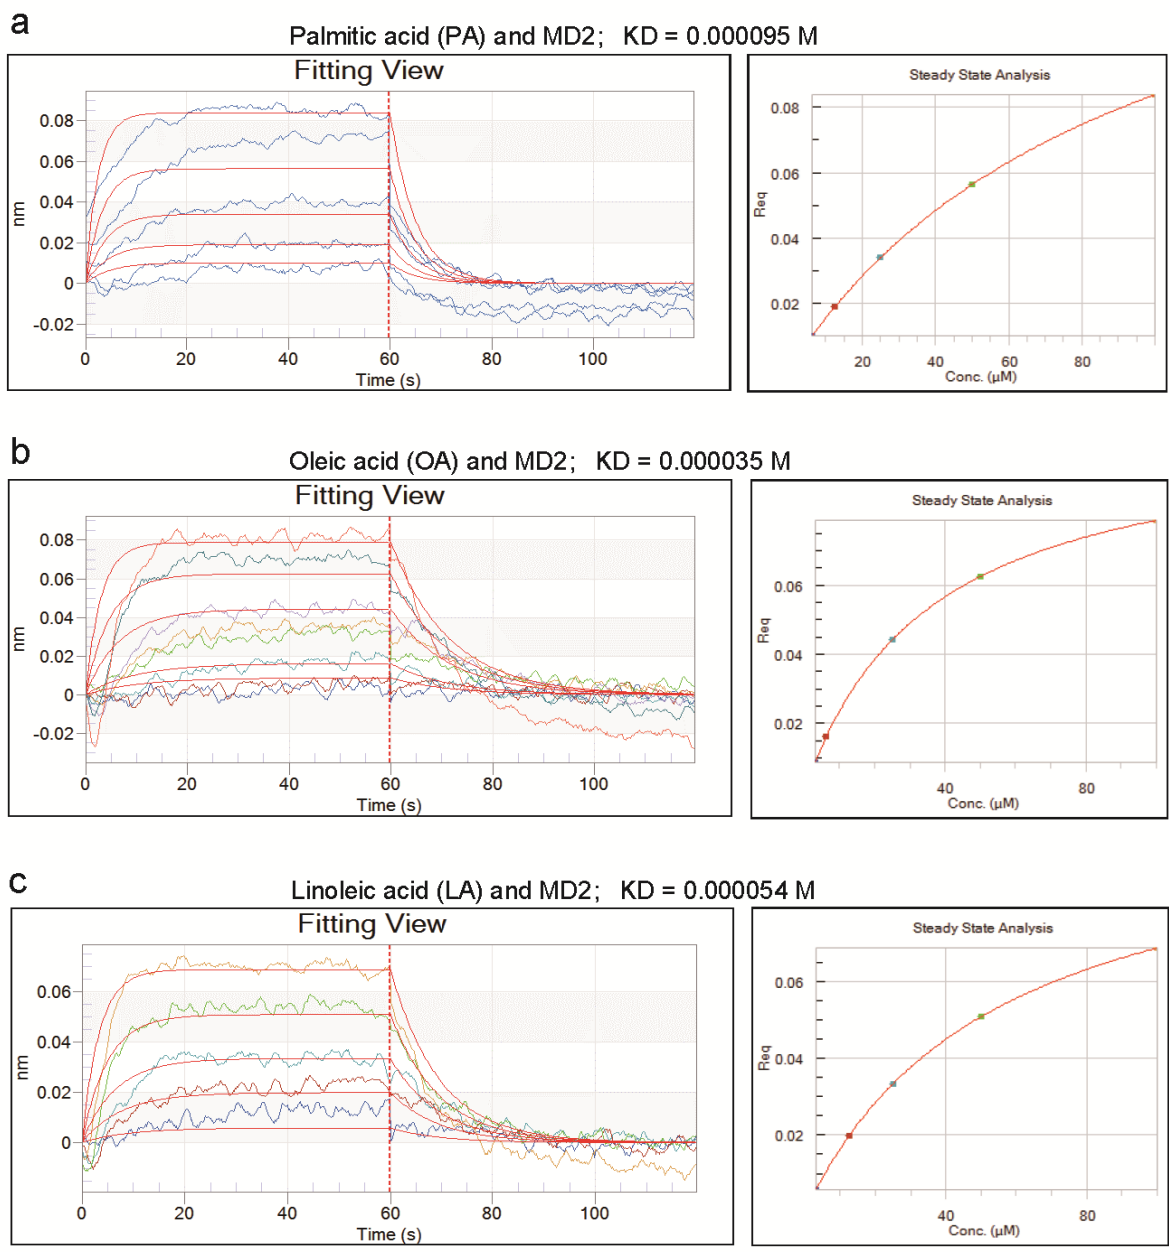 a
Palmitic acid (PA) and MD2; KD = 0.000095 M
Fitting View
nm
0.08
0.06
0.04
0.02
0
-0.02
0 20 40 60 80 100
Time (s)
Steady State Analysis
Req
0.08
0.06
0.04
0.02
20 40 60 80
Conc. (µM)
b
Oleic acid (OA) and MD2; KD = 0.000035 M
Fitting View
nm
0.08
0.06
0.04
0.02
0
-0.02
0 20 40 60 80 100
Time (s)
Steady State Analysis
Req
0.06
0.04
0.02
40 80
Conc. (µM)
c
Linoleic acid (LA) and MD2; KD = 0.000054 M
Fitting View
nm
0.06
0.04
0.02
0
0 20 40 60 80 100
Time (s)
Steady State Analysis
Req
0.06
0.04
0.02
40 80
Conc. (µM)